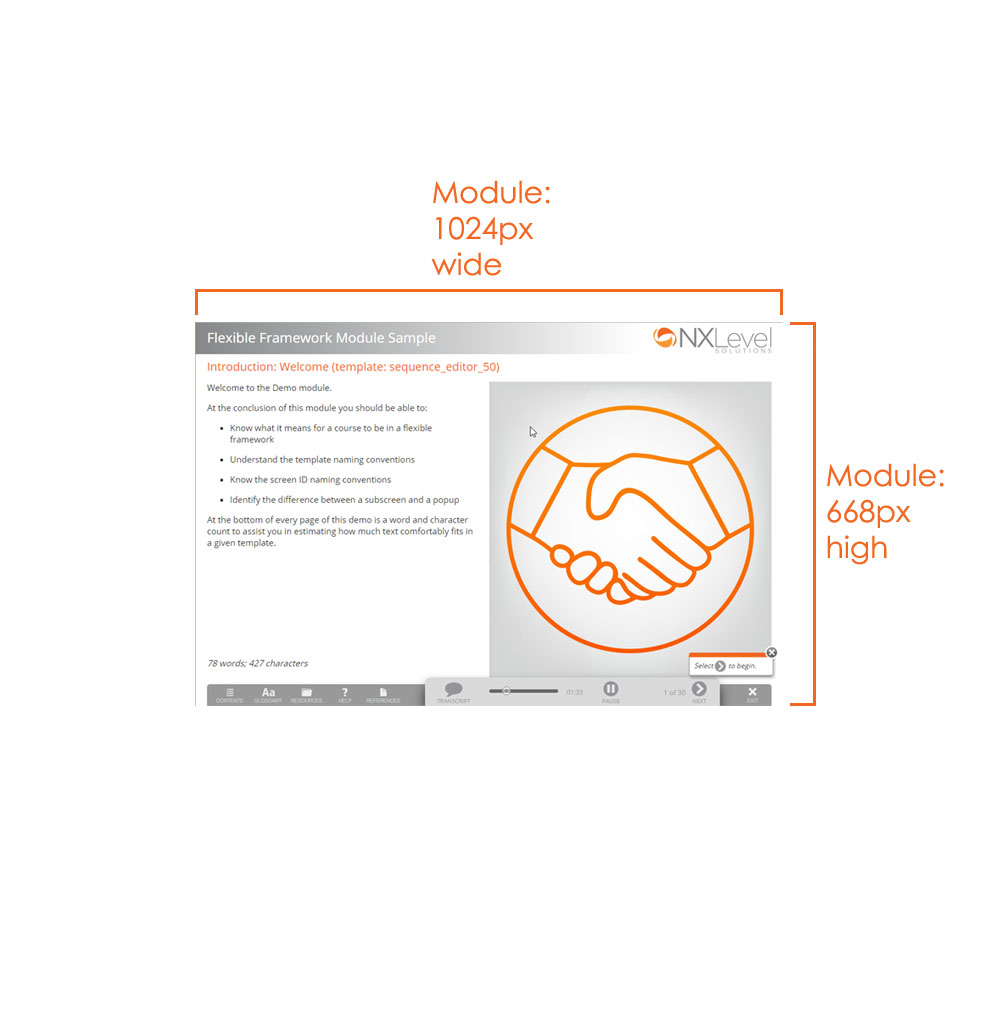 Module:
1024px
wide
Flexible Framework Module Sample
NXLevel
SOLUTIONS
Introduction: Welcome (template: sequence_editor_50)
Welcome to the Demo module.
At the conclusion of this module you should be able to:
• Know what it means for a course to be in a flexible
framework
• Understand the template naming conventions
• Know the screen ID naming conventions
• Identify the difference between a subscreen and a popup
At the bottom of every page of this demo is a word and character
count to assist you in estimating how much text comfortably fits in
a given template.
Module:
668px
high
78 words; 427 characters
Select to begin.
Aa
?
CONTENTS
GLOSSARY
RESOURCES
HELP
REFERENCES
TRANSCRIPT
01:33
PAUSE
1 of 30
NEXT
EXIT